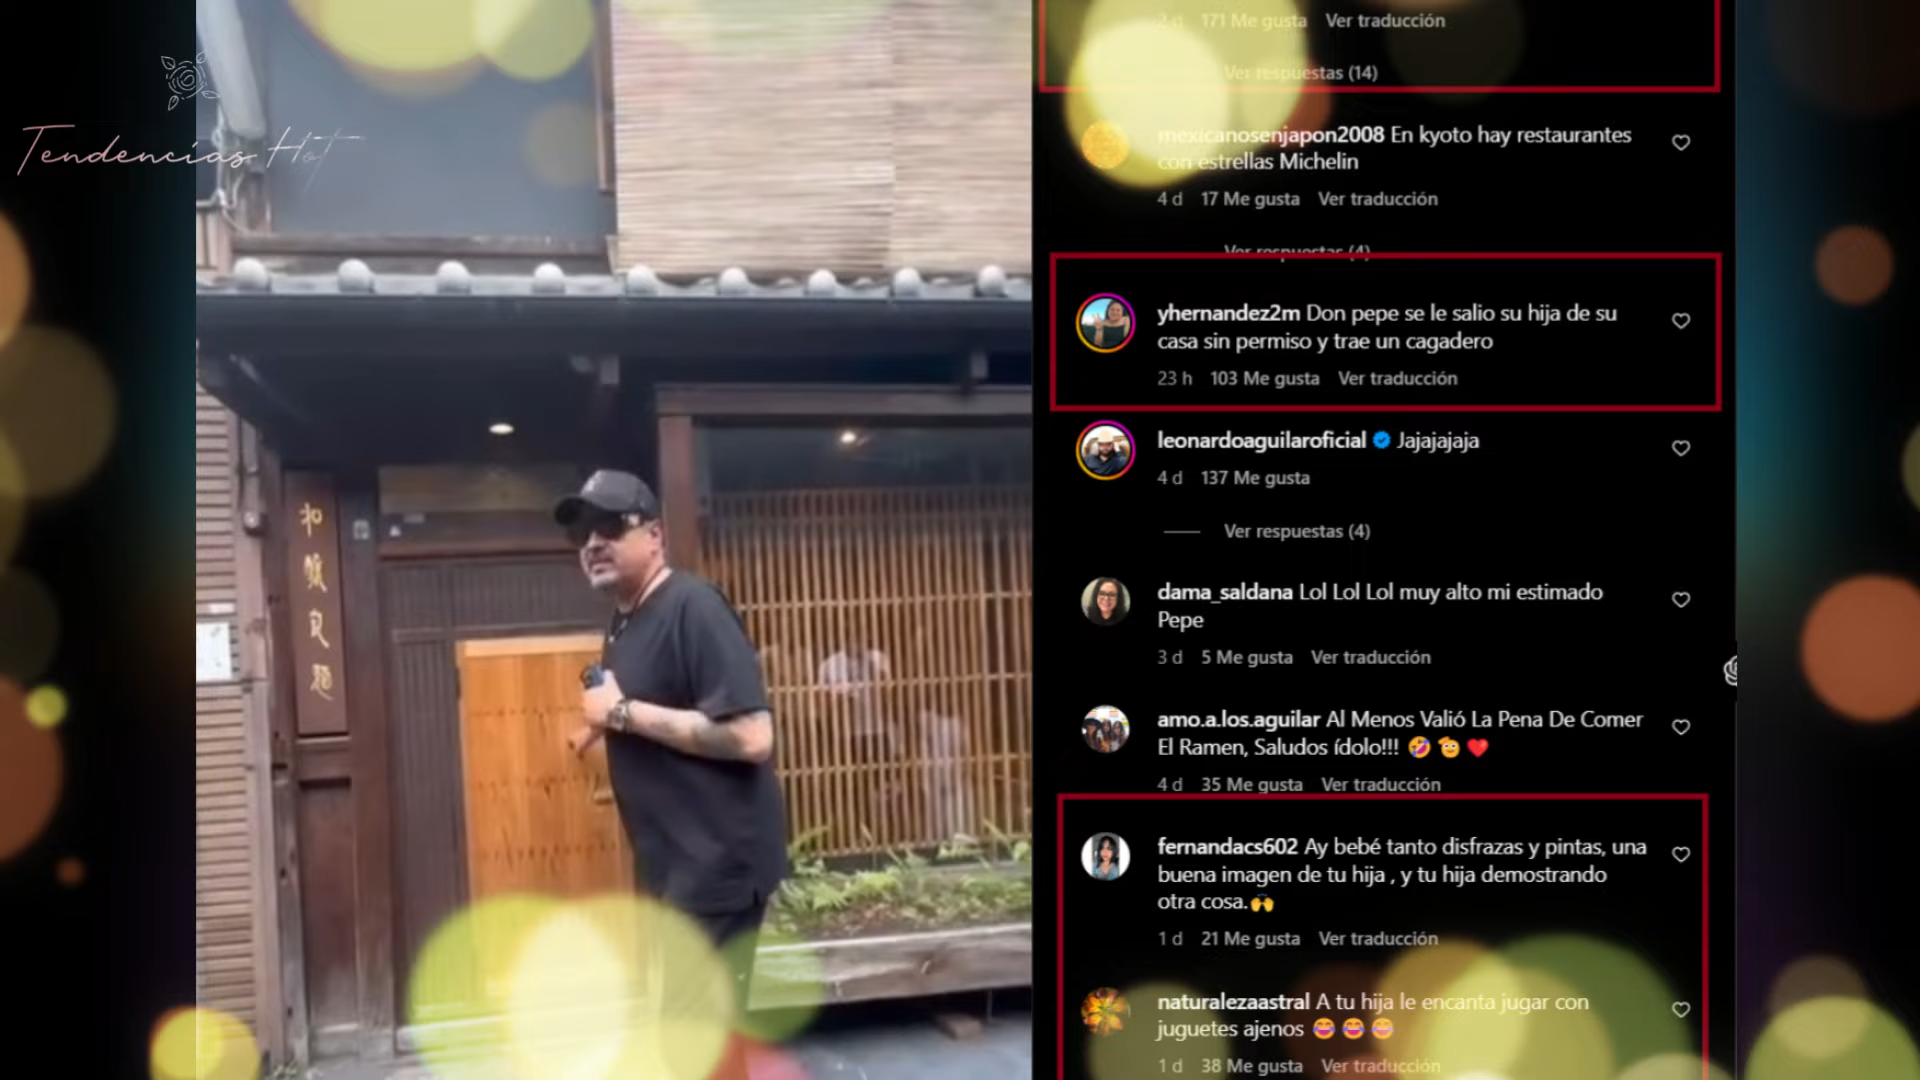 Tendencias Hot
2 d 171 Me gusta Ver traducción
Ver respuestas (14)
mexicanosenjapon2008 En kyoto hay restaurantes
con estrellas Michelin
4 d 17 Me gusta Ver traducción
Ver respuestas (4)
yhernandez2m Don pepe se le salio su hija de su
casa sin permiso y trae un cagadero
23 h 103 Me gusta Ver traducción
leonardoaguilaroficial Jajajajaja
4 d 137 Me gusta
Ver respuestas (4)
dama_saldana Lol Lol Lol muy alto mi estimado
Pepe
3 d 5 Me gusta Ver traducción
amo.a.los.aguilar Al Menos Valió La Pena De Comer
El Ramen, Saludos ídolo!!! 🤣🫡♥️
4 d 35 Me gusta Ver traducción
fernandacs602 Ay bebé tanto disfrazas y pintas, una
buena imagen de tu hija , y tu hija demostrando
otra cosa.🙌
1 d 21 Me gusta Ver traducción
naturalezaastral A tu hija le encanta jugar con
juguetes ajenos 😂😂😂
1 d 38 Me gusta Ver traducción